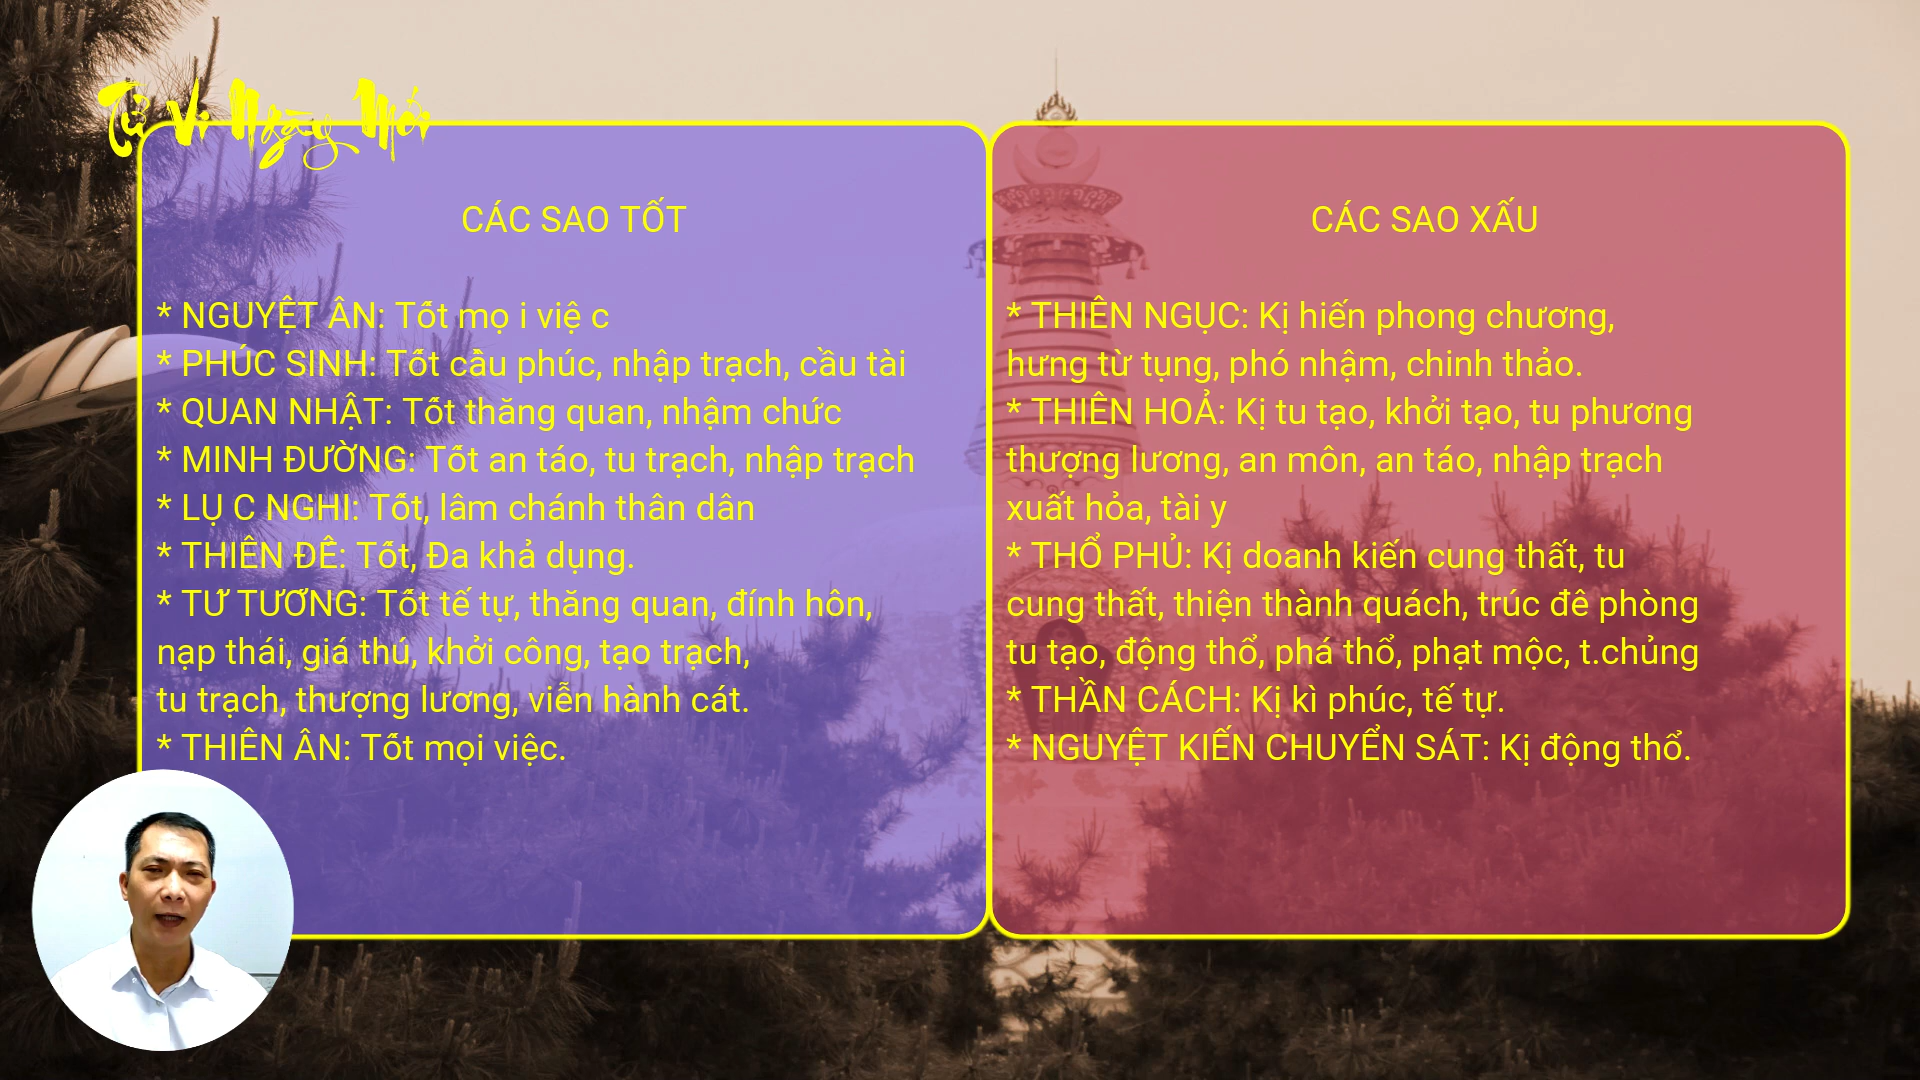 Tử Vi Ngày Mới
CÁC SAO TỐT
* NGUYỆT ÂN: Tốt mọ i việ c
* PHÚC SINH: Tốt cầu phúc, nhập trạch, cầu tài
* QUAN NHẬT: Tốt thăng quan, nhậm chức
* MINH ĐƯỜNG: Tốt an táo, tu trạch, nhập trạch
* LỤ C NGHI: Tốt, lâm chánh thân dân
* THIÊN ĐÊ: Tốt, Đa khả dụng.
* TỨ TƯỚNG: Tốt tế tự, thăng quan, đính hôn,
nạp thái, giá thú, khởi công, tạo trạch,
tu trạch, thượng lương, viễn hành cát.
* THIÊN ÂN: Tốt mọi việc.
CÁC SAO XẤU
* THIÊN NGỤC: Kị hiến phong chương,
hưng từ tụng, phó nhậm, chinh thảo.
* THIÊN HOẢ: Kị tu tạo, khởi tạo, tu phương
thượng lương, an môn, an táo, nhập trạch
xuất hỏa, tài y
* THỔ PHỦ: Kị doanh kiến cung thất, tu
cung thất, thiện thành quách, trúc đê phòng
tu tạo, động thổ, phá thổ, phạt mộc, t.chủng
* THẦN CÁCH: Kị kì phúc, tế tự.
* NGUYỆT KIẾN CHUYỂN SÁT: Kị động thổ.